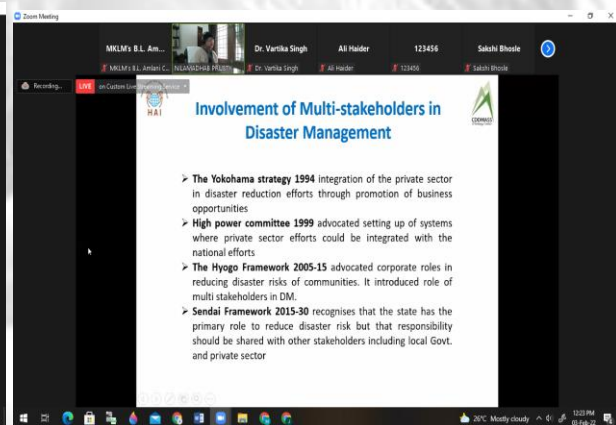 Zoom Meeting
MKLM's B.L. Am...
Dr. Vartika Singh
Ali Haider
123456
Sakshi Bhosle
MKLM's B.L. Amlani C...
NILAMADHAB PRUSTY
Dr. Vartika Singh
Ali Haider
123456
Sakshi Bhosle
Recording...
LIVE on Custom Live Streaming Service
HAI
Involvement of Multi-stakeholders in
Disaster Management
➢ The Yokohama strategy 1994 integration of the private sector
in disaster reduction efforts through promotion of business
opportunities
➢ High power committee 1999 advocated setting up of systems
where private sector efforts could be integrated with the
national efforts
➢ The Hyogo Framework 2005-15 advocated corporate roles in
reducing disaster risks of communities. It introduced role of
multi stakeholders in DM.
➢ Sendai Framework 2015-30 recognises that the state has the
primary role to reduce disaster risk but that responsibility
should be shared with other stakeholders including local Govt.
and private sector
26°C Mostly cloudy
12:23 PM
03-Feb-22